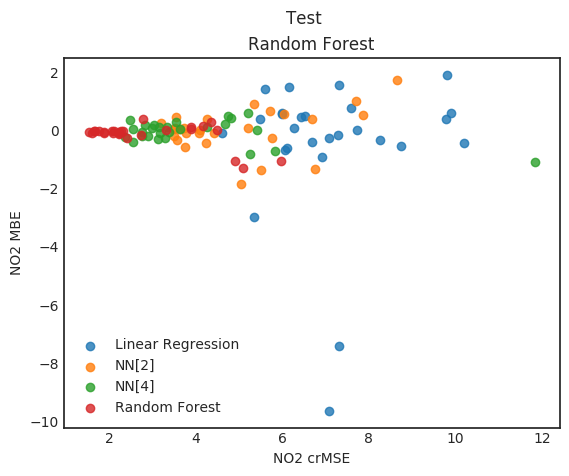 Test
Random Forest
2
0
−2
−4
−6
−8
−10
NO2 MBE
Linear Regression
NN[2]
NN[4]
Random Forest
2 4 6 8 10 12
NO2 crMSE